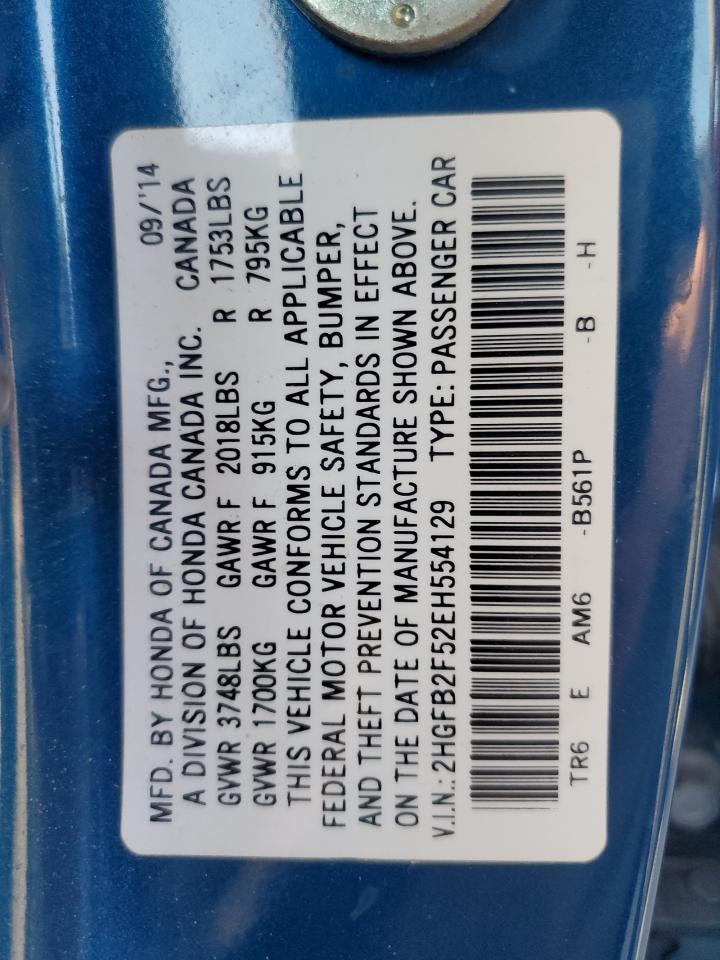 MFD. BY HONDA OF CANADA MFG., 09/'14
A DIVISION OF HONDA CANADA INC. CANADA
GVWR 3748LBS GAWR F 2018LBS R 1753LBS
GVWR 1700KG GAWR F 915KG R 795KG
THIS VEHICLE CONFORMS TO ALL APPLICABLE
FEDERAL MOTOR VEHICLE SAFETY, BUMPER,
AND THEFT PREVENTION STANDARDS IN EFFECT
ON THE DATE OF MANUFACTURE SHOWN ABOVE.
V.I.N.: 2HGFB2F52EH554129 TYPE: PASSENGER CAR
TR6 E AM6 -B561P -B -H